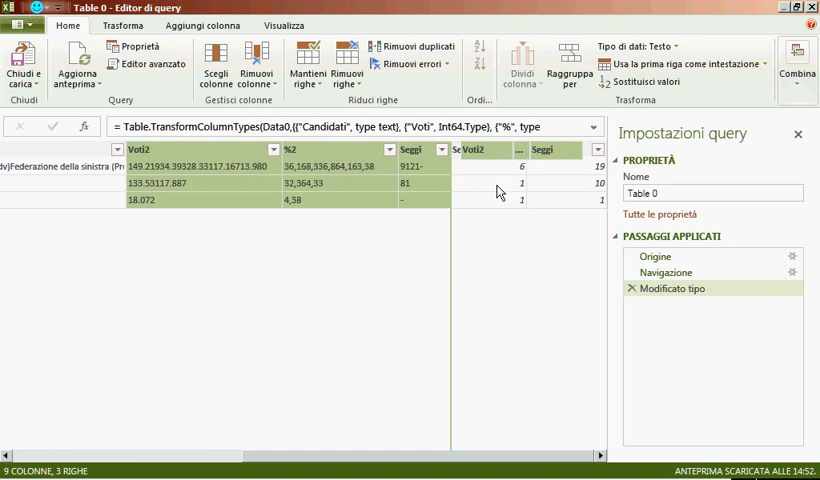 Table 0 - Editor di query
Home Trasforma Aggiungi colonna Visualizza
Chiudi e carica
Chiudi
Aggiorna anteprima
Proprietà
Editor avanzato
Query
Scegli colonne
Rimuovi colonne
Gestisci colonne
Mantieni righe
Rimuovi righe
Rimuovi duplicati
Rimuovi errori
Riduci righe
Ordi...
Dividi colonna
Raggruppa per
Tipo di dati: Testo
Usa la prima riga come intestazione
Sostituisci valori
Trasforma
Combina
fx = Table.TransformColumnTypes(Data0,{{"Candidati", type text}, {"Voti", Int64.Type}, {"%", type
Voti2 %2 Seggi Se Voti2 ... Seggi
dv)Federazione della sinistra (Pr 149.21934.39328.33117.16713.980 36,168,336,864,163,38 9121- 6 19
133.53117.887 32,364,33 81 1 10
18.072 4,38 - 1 1
Impostazioni query
PROPRIETÀ
Nome
Table 0
Tutte le proprietà
PASSAGGI APPLICATI
Origine
Navigazione
Modificato tipo
9 COLONNE, 3 RIGHE
ANTEPRIMA SCARICATA ALLE 14:52.